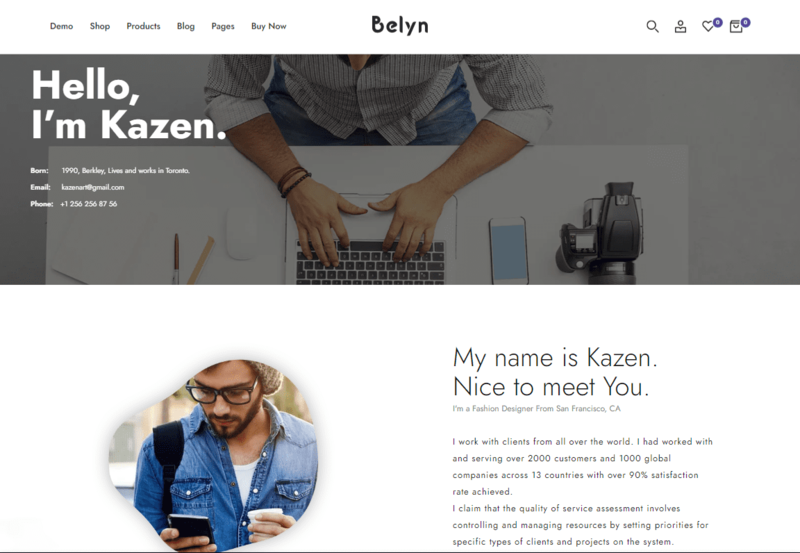 Demo Shop Products Blog Pages Buy Now Belyn 0 0
Hello,
I'm Kazen.
Born: 1990, Berkley, Lives and works in Toronto.
Email: kazenart@gmail.com
Phone: +1 256 256 87 56
My name is Kazen.
Nice to meet You.
I'm a Fashion Designer From San Francisco, CA
I work with clients from all over the world. I had worked with
and serving over 2000 customers and 1000 global
companies across 13 countries with over 90% satisfaction
rate achieved.
I claim that the quality of service assessment involves
controlling and managing resources by setting priorities for
specific types of clients and projects on the system.